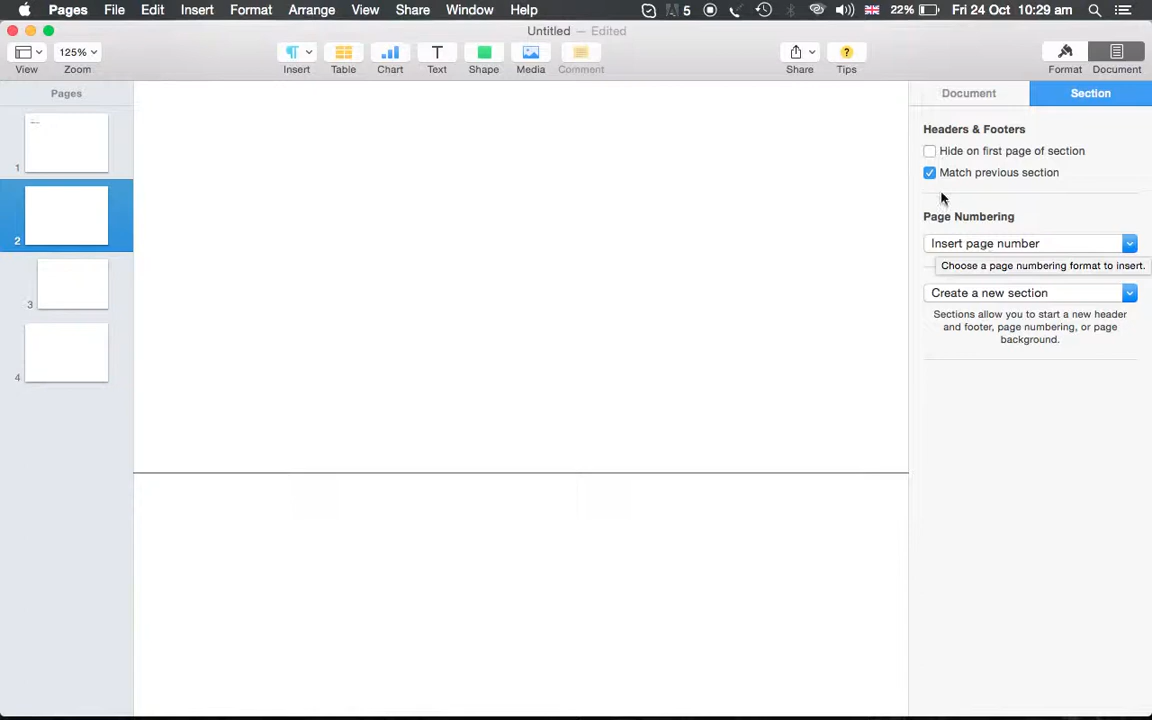 Pages File Edit Insert Format Arrange View Share Window Help 5 22% Fri 24 Oct 10:29 am
Untitled — Edited
125%
View Zoom Insert Table Chart Text Shape Media Comment Share Tips Format Document
Pages
1
2
3
4
Document Section
Headers & Footers
Hide on first page of section
Match previous section
Page Numbering
Insert page number
Choose a page numbering format to insert.
Create a new section
Sections allow you to start a new header
and footer, page numbering, or page
background.